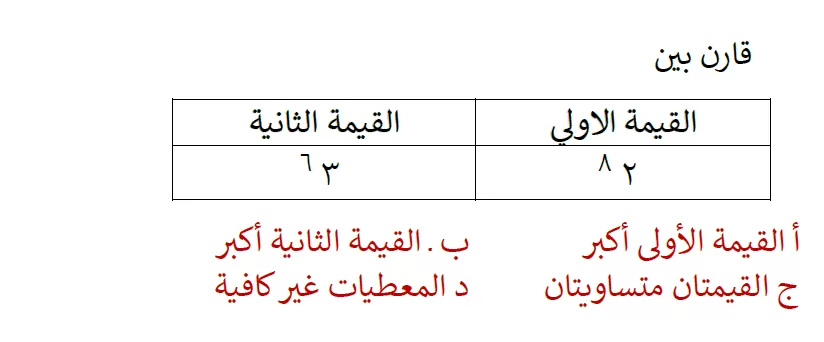 قارن بين
القيمة الاولي القيمة الثانية
٢ ٨ ٣ ٦
أ القيمة الأولى أكبر ب . القيمة الثانية أكبر
ج القيمتان متساويتان د المعطيات غير كافية